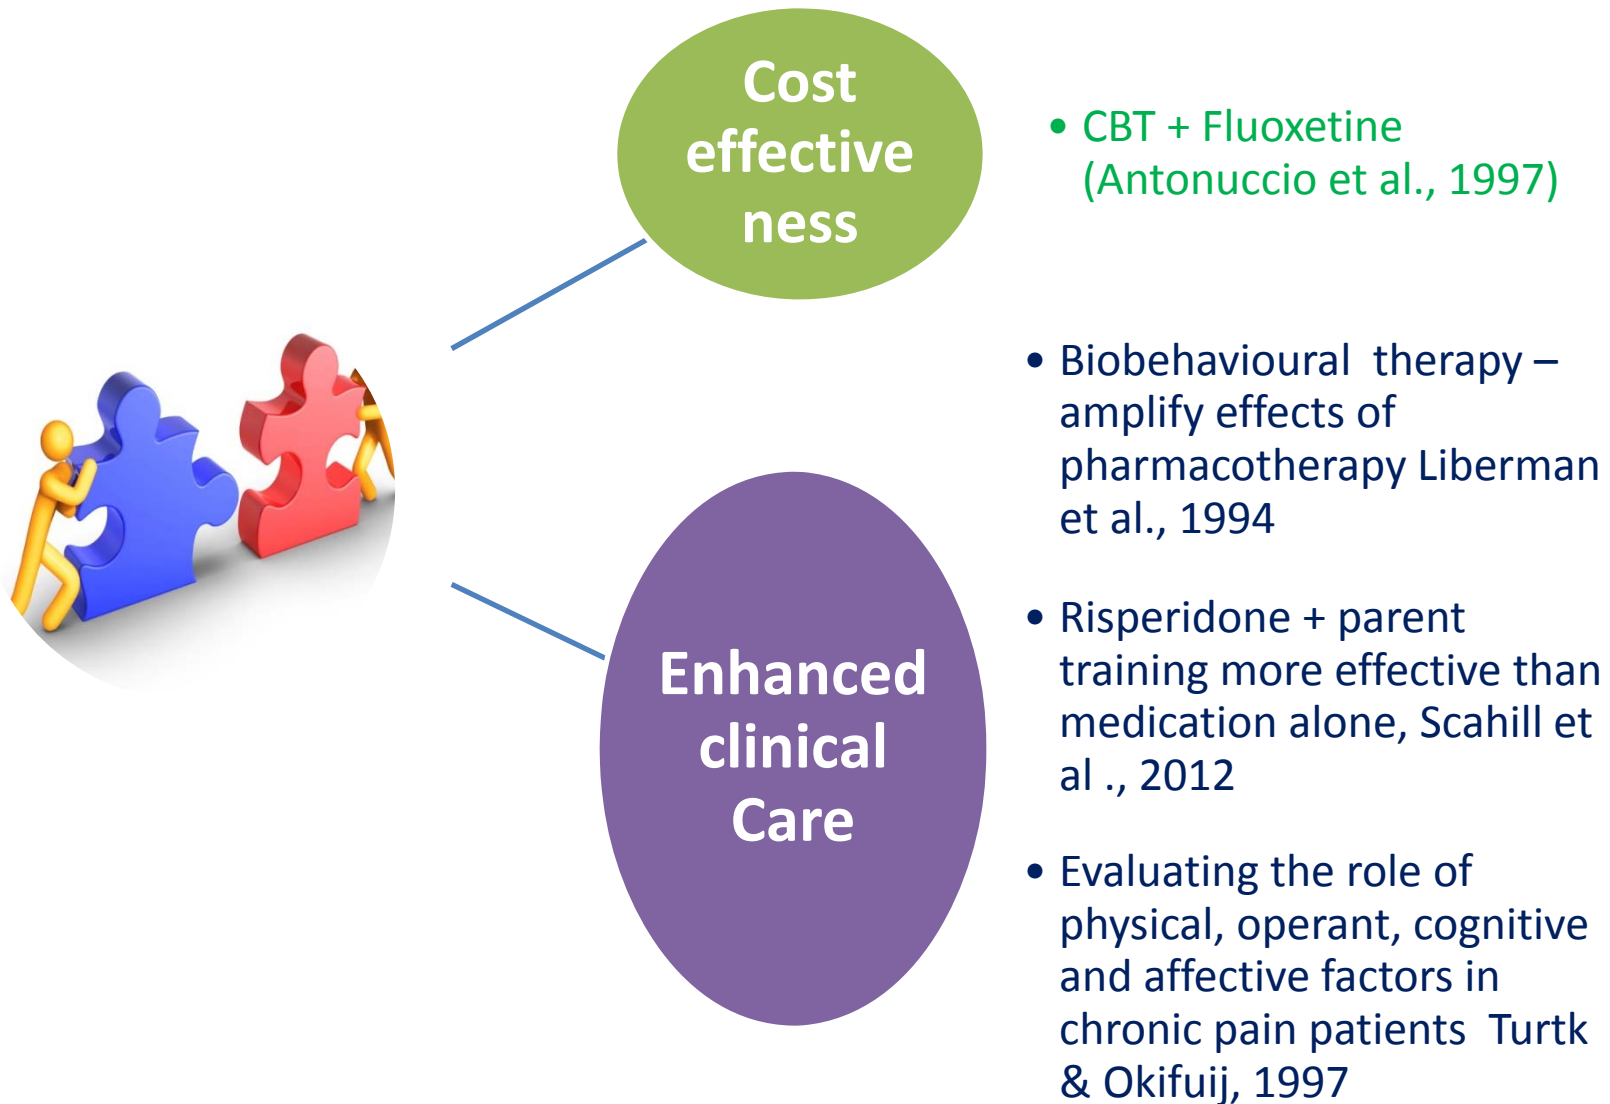 Cost
effective
ness
• CBT + Fluoxetine
(Antonuccio et al., 1997)
• Biobehavioural  therapy –
amplify effects of
pharmacotherapy Liberman
et al., 1994
Enhanced
clinical
Care
• Risperidone + parent
training more effective than
medication alone, Scahill et
al ., 2012
• Evaluating the role of
physical, operant, cognitive
and affective factors in
chronic pain patients  Turtk
& Okifuij, 1997